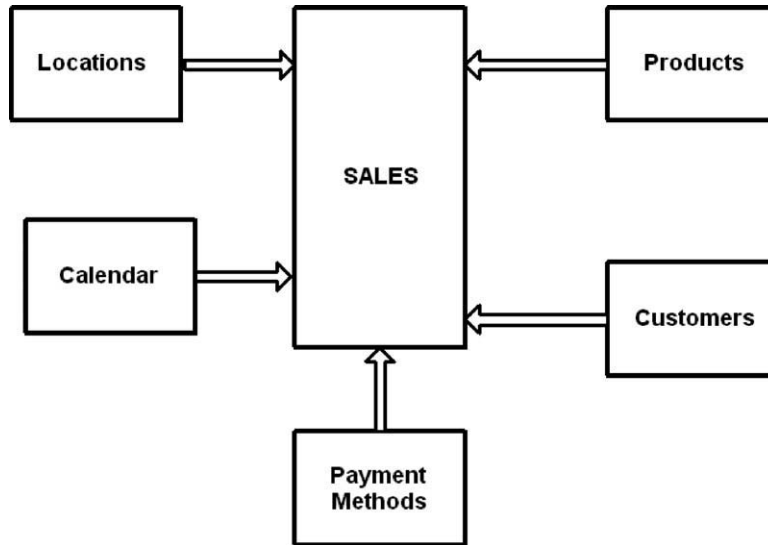 Locations
Products
SALES
Calendar
Customers
Payment
Methods